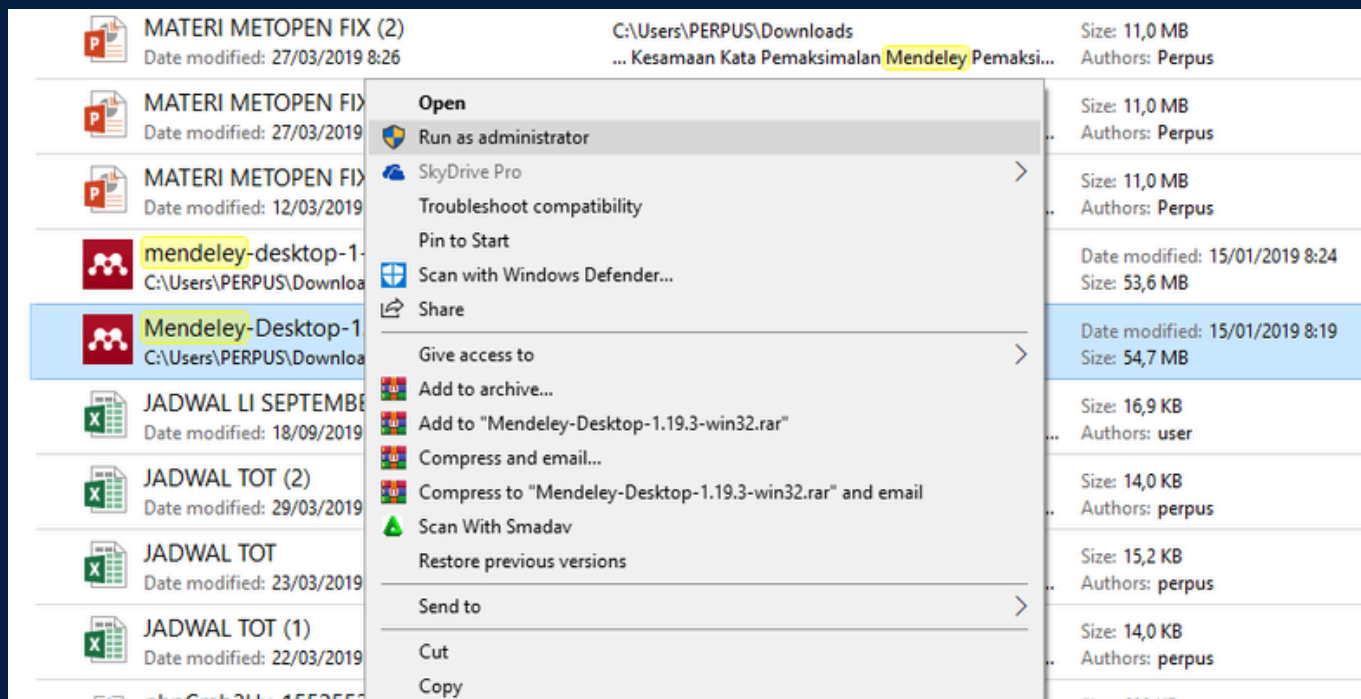 MATERI METOPEN FIX (2)
C:\Users\PERPUS\Downloads
Size: 11,0 MB
Date modified: 27/03/2019 8:26
... Kesamaan Kata Pemaksimalan Mendeley Pemaksi...
Authors: Perpus
MATERI METOPEN FIX
Size: 11,0 MB
Date modified: 27/03/2019
Authors: Perpus
MATERI METOPEN FIX
Size: 11,0 MB
Date modified: 12/03/2019
Authors: Perpus
mendeley-desktop-1-
Date modified: 15/01/2019 8:24
C:\Users\PERPUS\Downloa
Size: 53,6 MB
Mendeley-Desktop-1.
Date modified: 15/01/2019 8:19
C:\Users\PERPUS\Downloa
Size: 54,7 MB
JADWAL LI SEPTEMBE
Size: 16,9 KB
Date modified: 18/09/2019
Authors: user
JADWAL TOT (2)
Size: 14,0 KB
Date modified: 29/03/2019
Authors: perpus
JADWAL TOT
Size: 15,2 KB
Date modified: 23/03/2019
Authors: perpus
JADWAL TOT (1)
Size: 14,0 KB
Date modified: 22/03/2019
Authors: perpus
Open
Run as administrator
SkyDrive Pro
Troubleshoot compatibility
Pin to Start
Scan with Windows Defender...
Share
Give access to
Add to archive...
Add to "Mendeley-Desktop-1.19.3-win32.rar"
Compress and email...
Compress to "Mendeley-Desktop-1.19.3-win32.rar" and email
Scan With Smadav
Restore previous versions
Send to
Cut
Copy